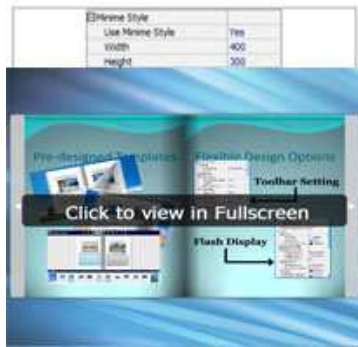 Minime Style
Use Minime Style Yes
Width 400
Height 300
Pre-designed Templates Flexible Design Options
Toolbar Setting
Click to view in Fullscreen
Flash Display